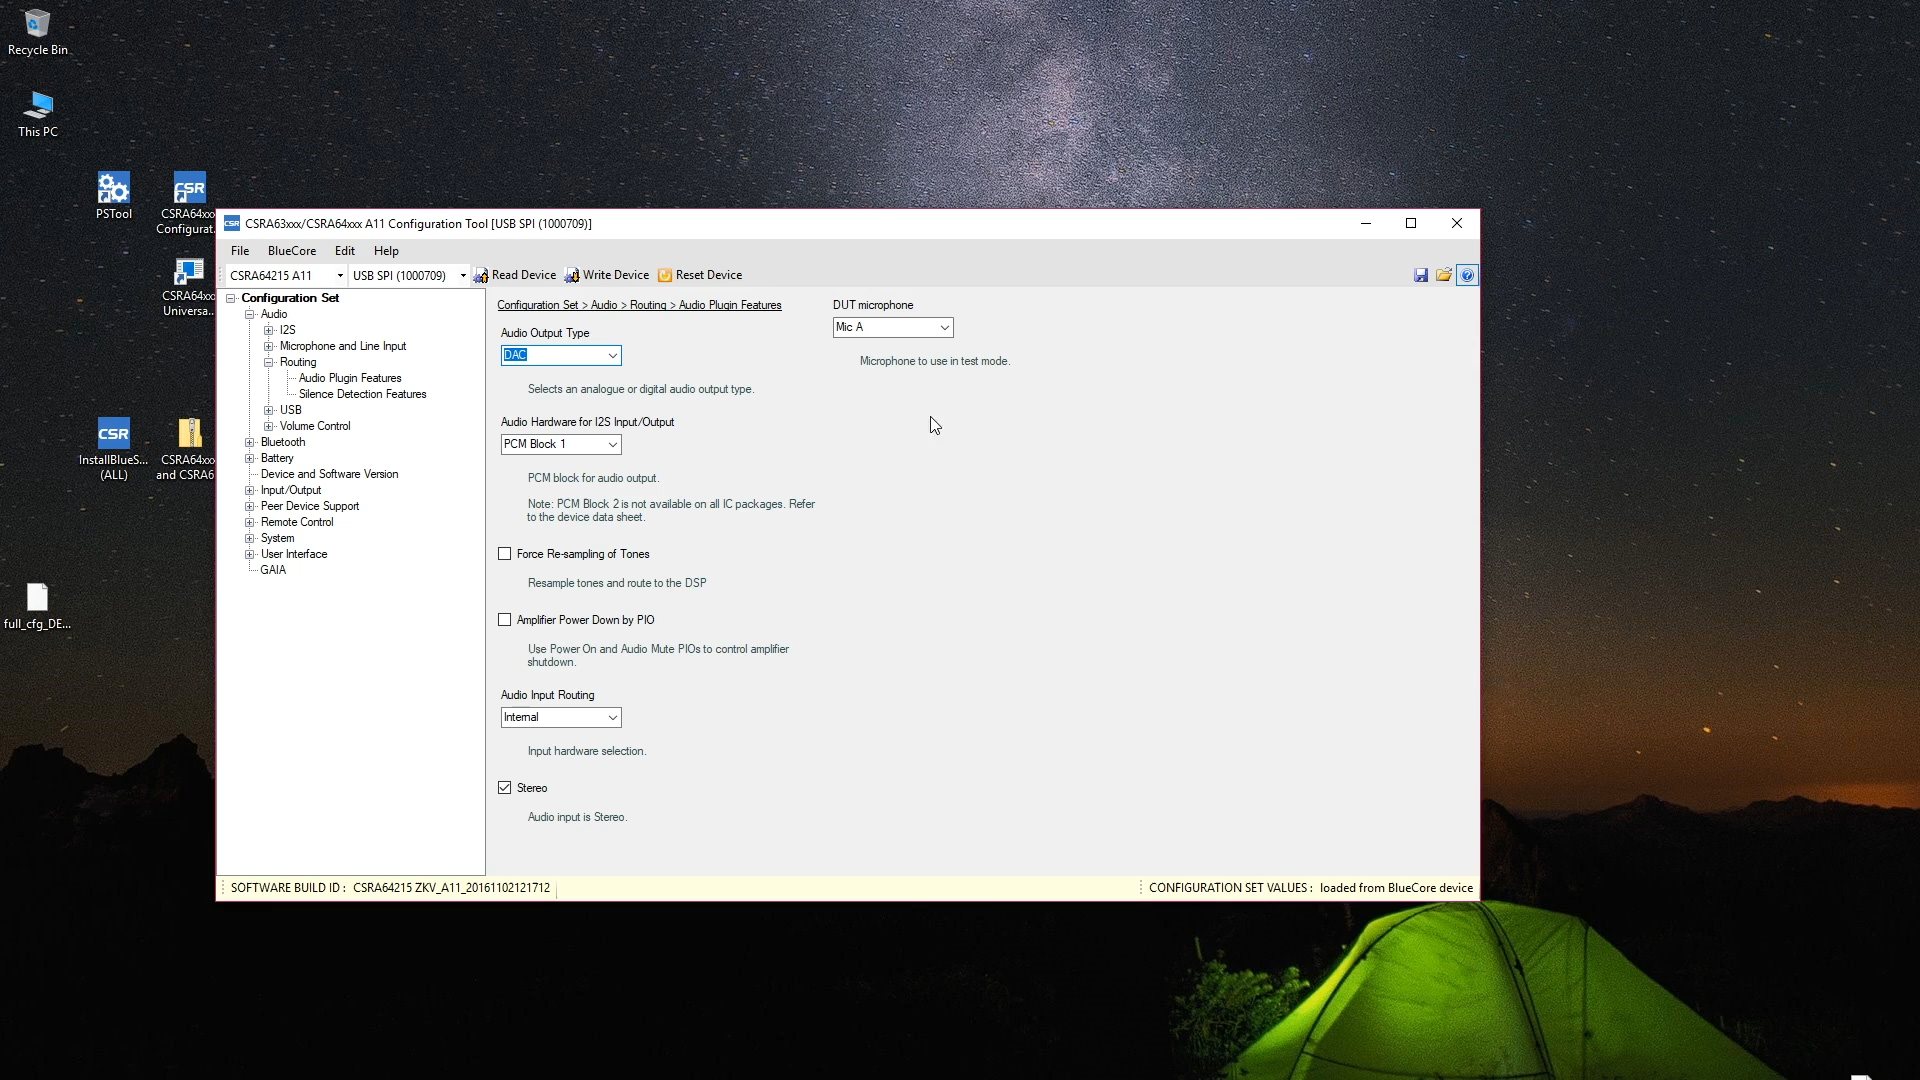 Recycle Bin
This PC
PSTool
CSR
CSRA64xx
Configurat...
CSRA64xx
Universa...
CSR
InstallBlueS...
(ALL)
CSRA64xx
and CSRA6
full_cfg_DE...
CSR
CSRA63xxx/CSRA64xxx A11 Configuration Tool [USB SPI (1000709)]
File BlueCore Edit Help
CSRA64215 A11 USB SPI (1000709) Read Device Write Device Reset Device
Configuration Set
Audio
I2S
Microphone and Line Input
Routing
Audio Plugin Features
Silence Detection Features
USB
Volume Control
Bluetooth
Battery
Device and Software Version
Input/Output
Peer Device Support
Remote Control
System
User Interface
GAIA
Configuration Set > Audio > Routing > Audio Plugin Features
Audio Output Type
DAC
Selects an analogue or digital audio output type.
Audio Hardware for I2S Input/Output
PCM Block 1
PCM block for audio output.
Note: PCM Block 2 is not available on all IC packages. Refer
to the device data sheet.
Force Re-sampling of Tones
Resample tones and route to the DSP
Amplifier Power Down by PIO
Use Power On and Audio Mute PIOs to control amplifier
shutdown.
Audio Input Routing
Internal
Input hardware selection.
Stereo
Audio input is Stereo.
DUT microphone
Mic A
Microphone to use in test mode.
SOFTWARE BUILD ID : CSRA64215 ZKV_A11_20161102121712
CONFIGURATION SET VALUES : loaded from BlueCore device